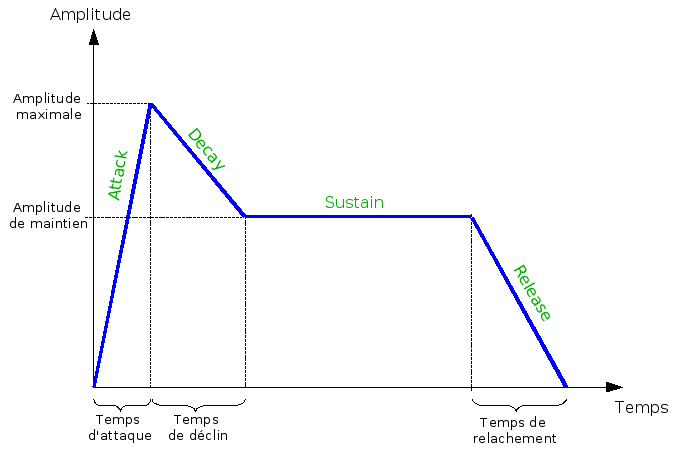 Amplitude
Amplitude
maximale
Attack
Decay
Amplitude
de maintien
Sustain
Release
Temps
Temps
d'attaque
Temps
de déclin
Temps de
relachement